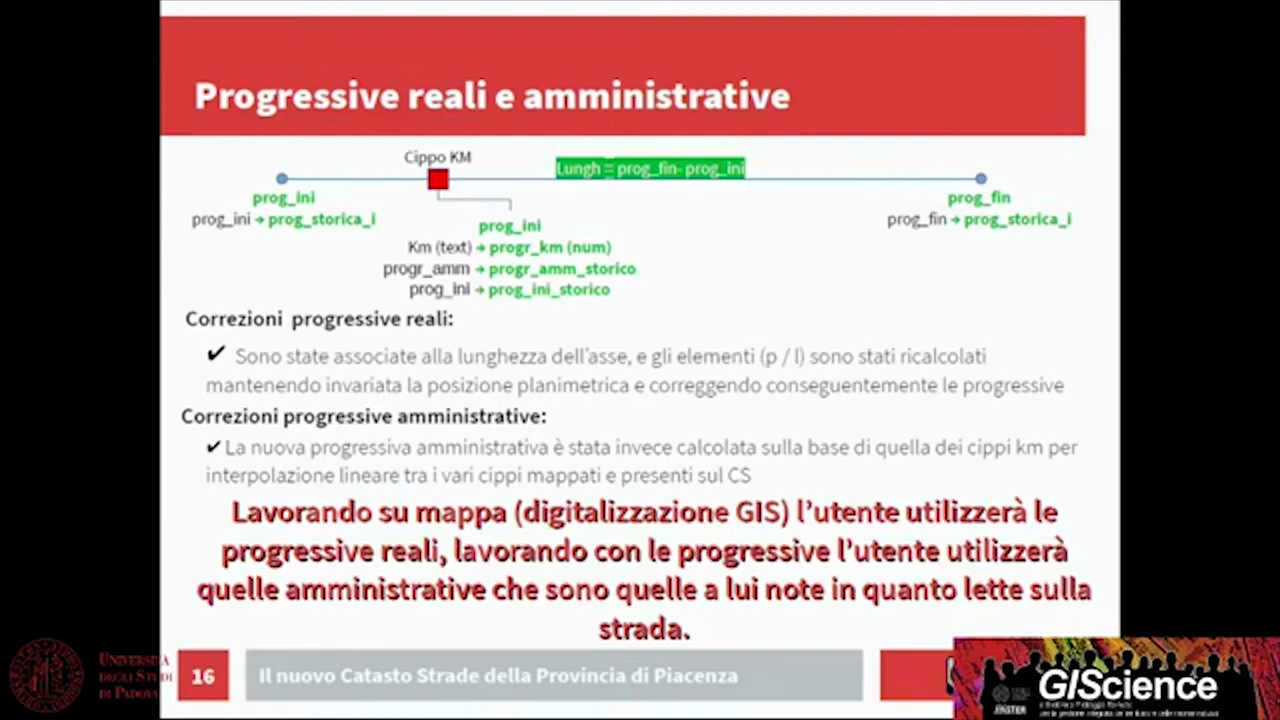 Progressive reali e amministrative
Cippo KM
Lungh = prog_fin- prog_ini
prog_ini
prog_fin
prog_ini → prog_storica_i
prog_fin → prog_storica_i
prog_ini
Km (text) → progr_km (num)
progr_amm → progr_amm_storico
prog_ini → prog_ini_storico
Correzioni progressive reali:
✔ Sono state associate alla lunghezza dell'asse, e gli elementi (p / l) sono stati ricalcolati
mantenendo invariata la posizione planimetrica e correggendo conseguentemente le progressive
Correzioni progressive amministrative:
✔ La nuova progressiva amministrativa è stata invece calcolata sulla base di quella dei cippi km per
interpolazione lineare tra i vari cippi mappati e presenti sul CS
Lavorando su mappa (digitalizzazione GIS) l'utente utilizzerà le
progressive reali, lavorando con le progressive l'utente utilizzerà
quelle amministrative che sono quelle a lui note in quanto lette sulla
strada.
16
Il nuovo Catasto Strade della Provincia di Piacenza
Università
degli Studi
di Padova
GIScience